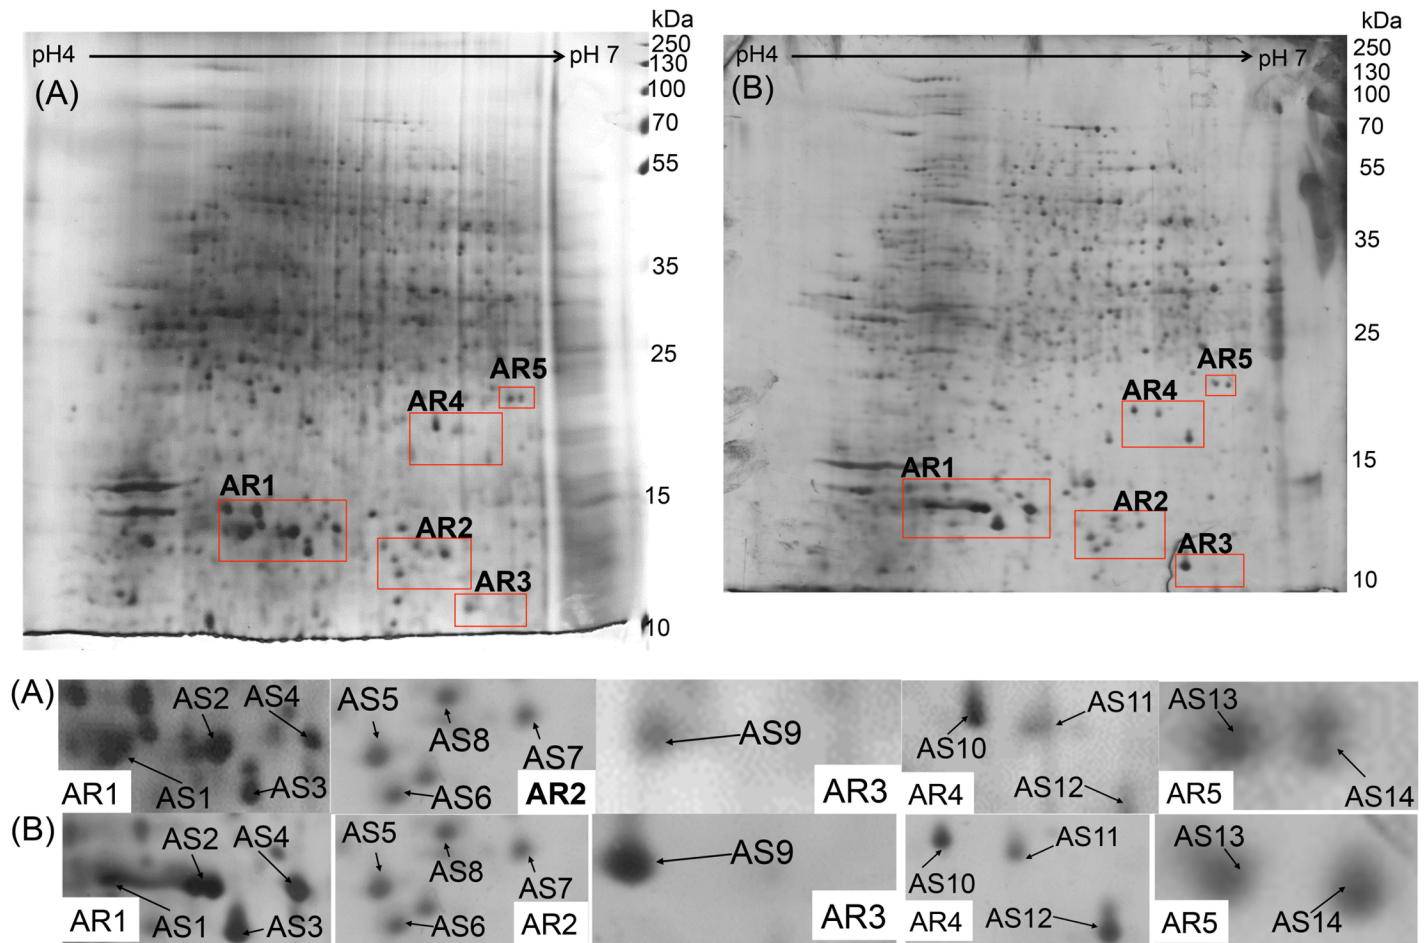 pH4 pH 7 kDa
(A)
250
130
100
70
55
35
25
15
10
AR5
AR4
AR1
AR2
AR3
pH4 pH 7 kDa
(B)
250
130
100
70
55
35
25
15
10
AR5
AR4
AR1
AR2
AR3
(A)
AS2 AS4
AR1 AS1 AS3
AS5
AS8 AS7
AS6 AR2
AS9
AR3
AS11
AS10
AS12
AR4
AS13
AR5 AS14
(B)
AS2 AS4
AR1 AS1 AS3
AS5
AS8 AS7
AS6 AR2
AS9
AR3
AS11
AS10
AR4 AS12
AS13
AR5 AS14